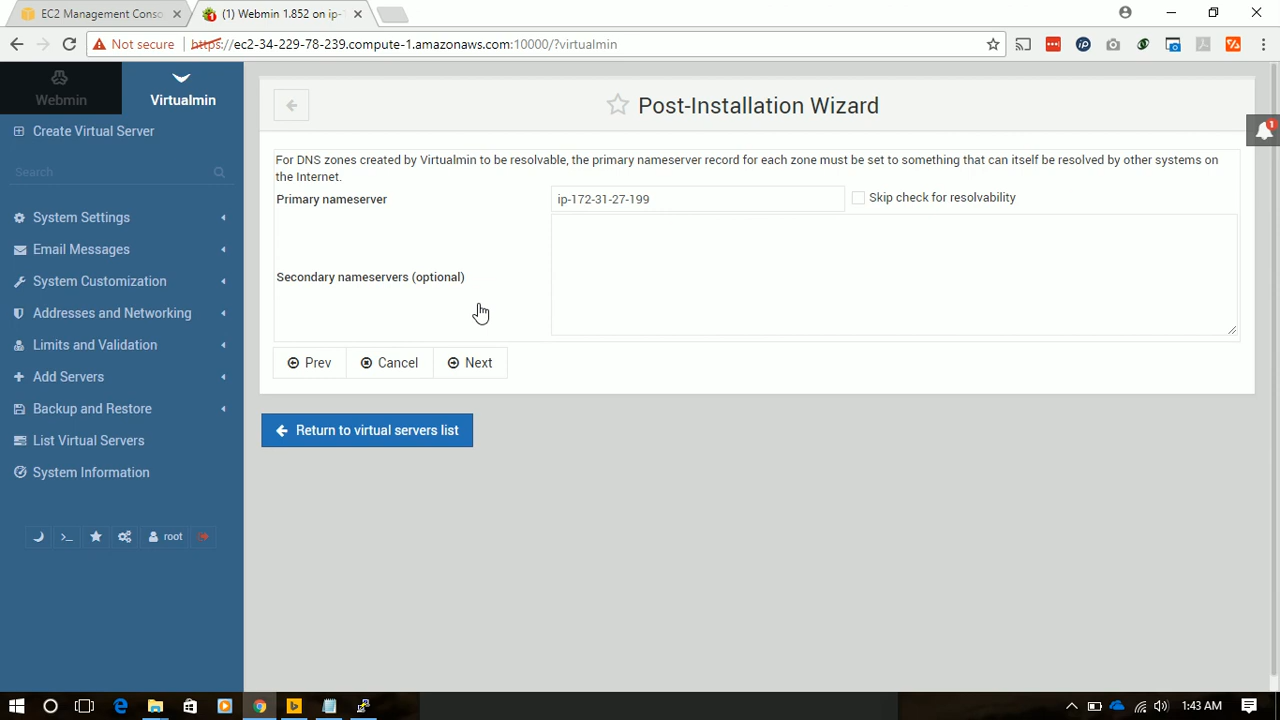 EC2 Management Conso
(1) Webmin 1.852 on ip-1
Not secure
https://ec2-34-229-78-239.compute-1.amazonaws.com:10000/?virtualmin
Webmin
Virtualmin
Create Virtual Server
Search
System Settings
Email Messages
System Customization
Addresses and Networking
Limits and Validation
Add Servers
Backup and Restore
List Virtual Servers
System Information
>_
root
Post-Installation Wizard
1
For DNS zones created by Virtualmin to be resolvable, the primary nameserver record for each zone must be set to something that can itself be resolved by other systems on
the Internet.
Primary nameserver
ip-172-31-27-199
Skip check for resolvability
Secondary nameservers (optional)
Prev
Cancel
Next
Return to virtual servers list
1:43 AM